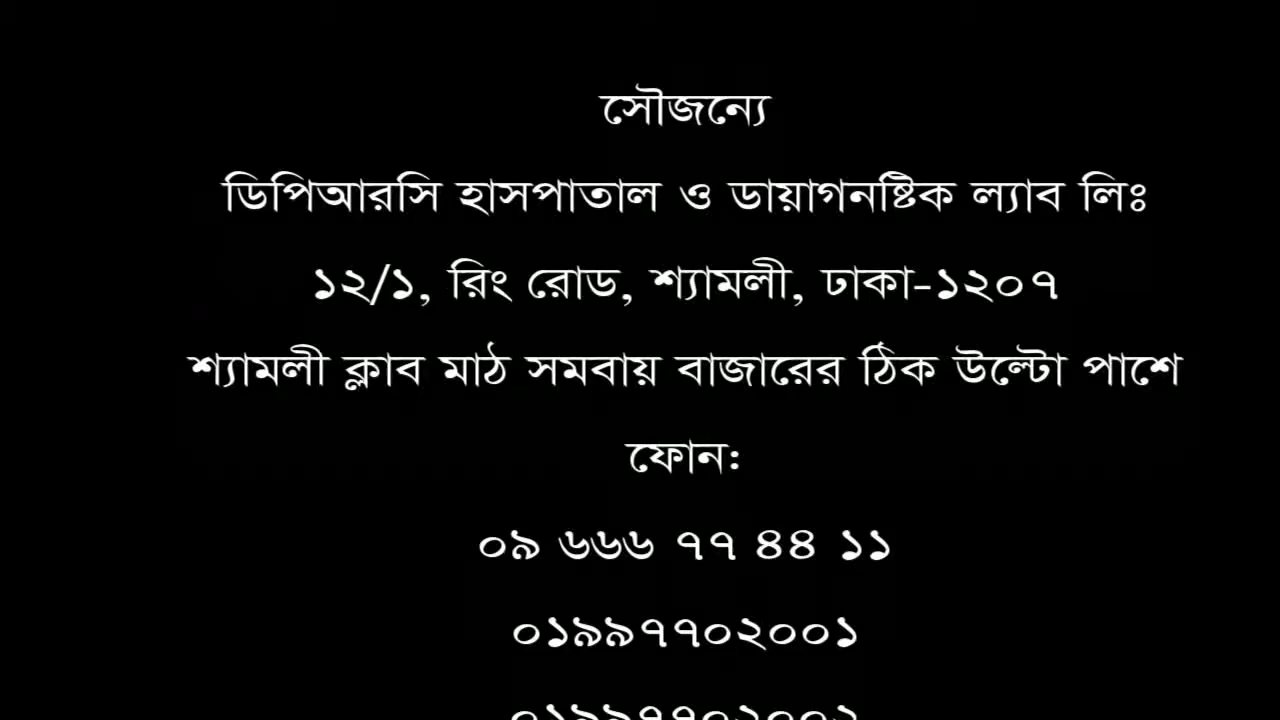 সৌজন্যে
ডিপিআরসি হাসপাতাল ও ডায়াগনষ্টিক ল্যাব লিঃ
১২/১, রিং রোড, শ্যামলী, ঢাকা-১২০৭
শ্যামলী ক্লাব মাঠ সমবায় বাজারের ঠিক উল্টো পাশে
ফোন:
০৯ ৬৬৬ ৭৭ ৪৪ ১১
০১৯৯৭৭০২০০১